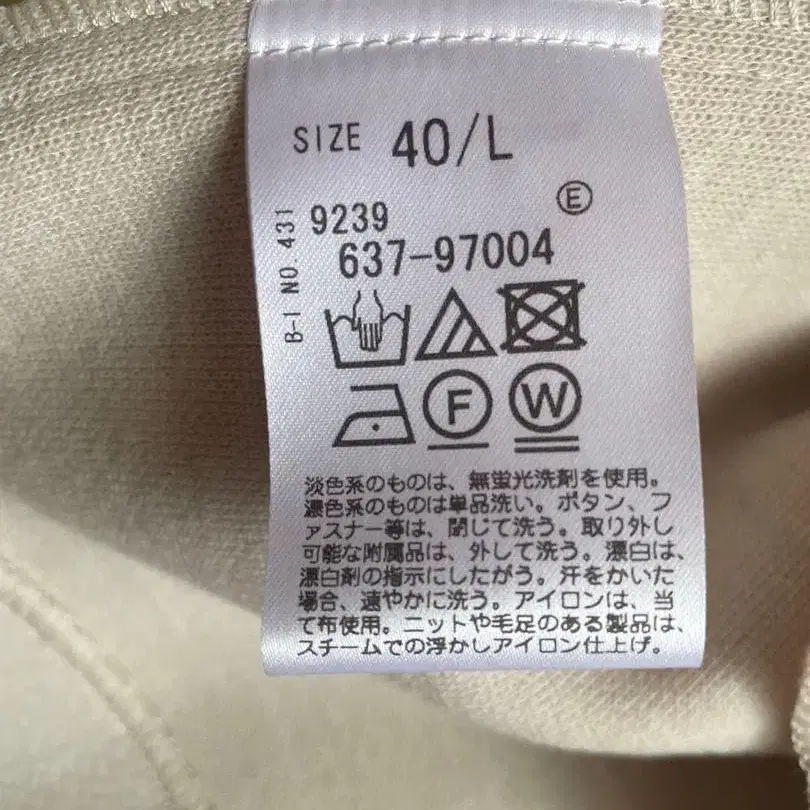 SIZE 40/L
Ⓔ
B-1 NO.431
9239
637-97004
F
W
淡色系のものは、無蛍光洗剤を使用。
濃色系のものは単品洗い。ボタン、フ
ァスナー等は、閉じて洗う。取り外し
可能な附属品は、外して洗う。漂白は、
漂白剤の指示にしたがう。汗をかいた
場合、速やかに洗う。アイロンは、当
て布使用。ニットや毛足のある製品は、
スチームでの浮かしアイロン仕上げ。